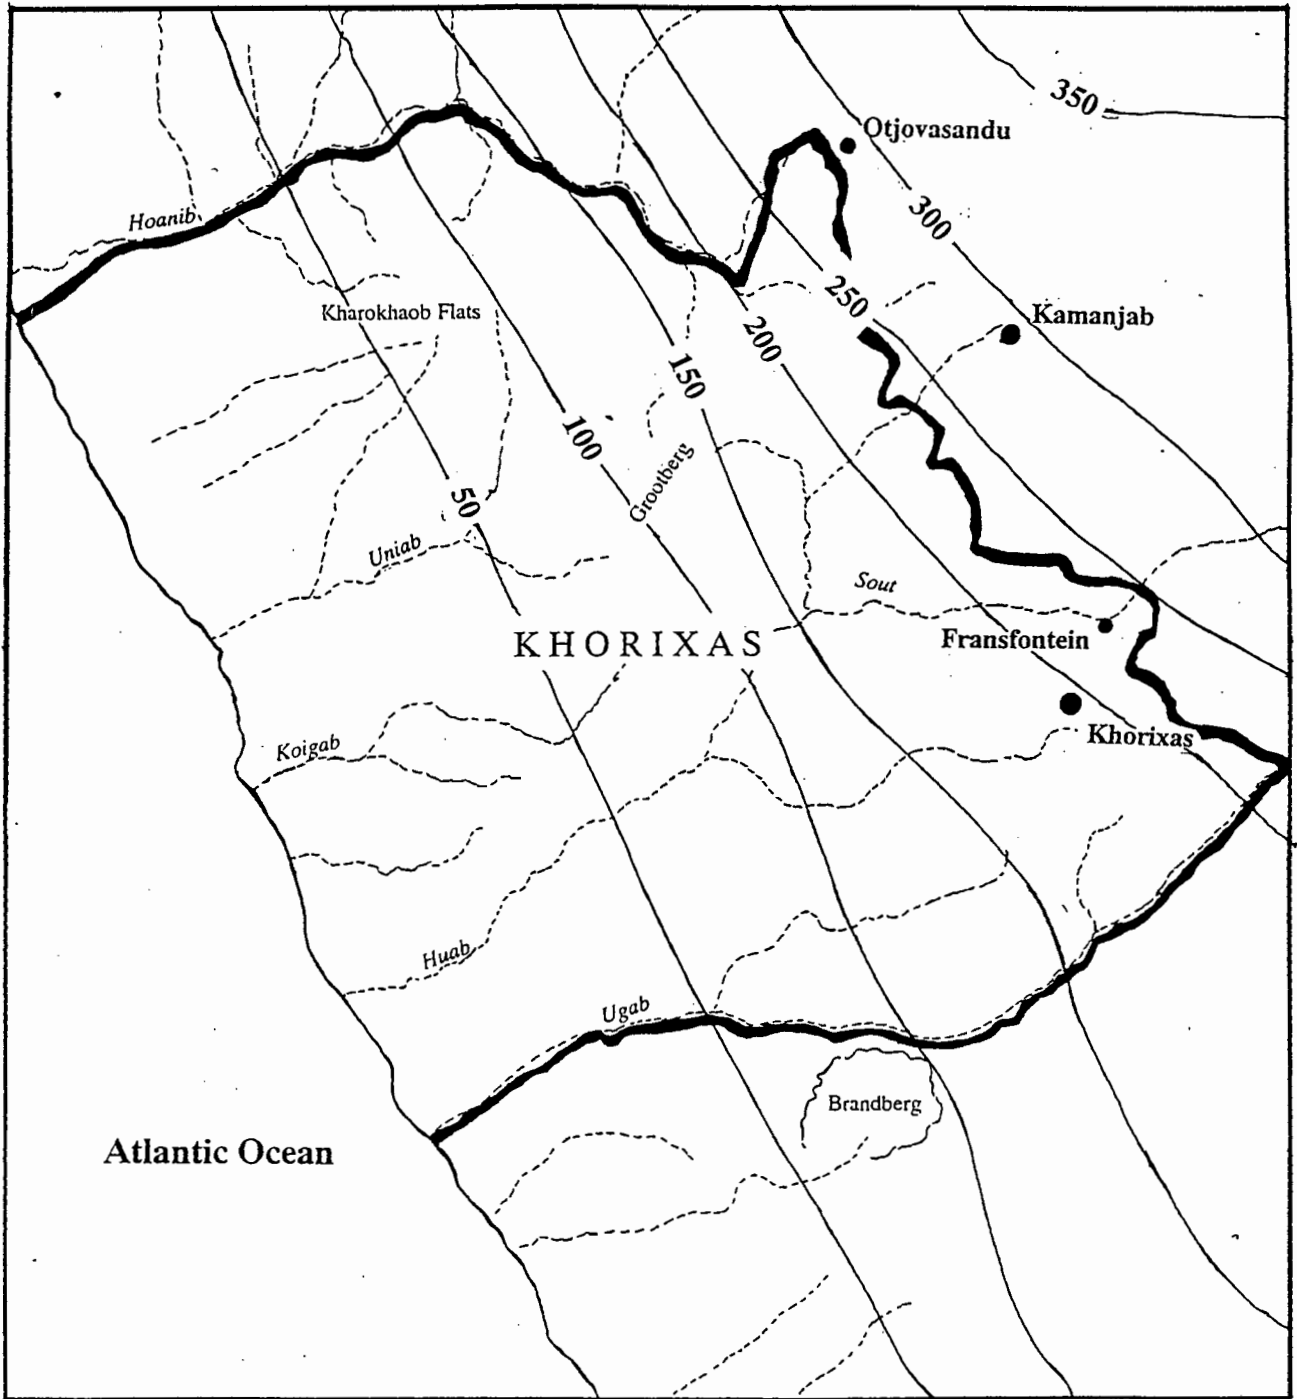 350
Otjovasandu
Hoanib
300
250
Kharokhaob Flats
Kamanjab
200
150
100
Grootberg
50
Uniab
Sout
KHORIXAS
Fransfontein
Koigab
Khorixas
Huab
Ugab
Brandberg
Atlantic Ocean